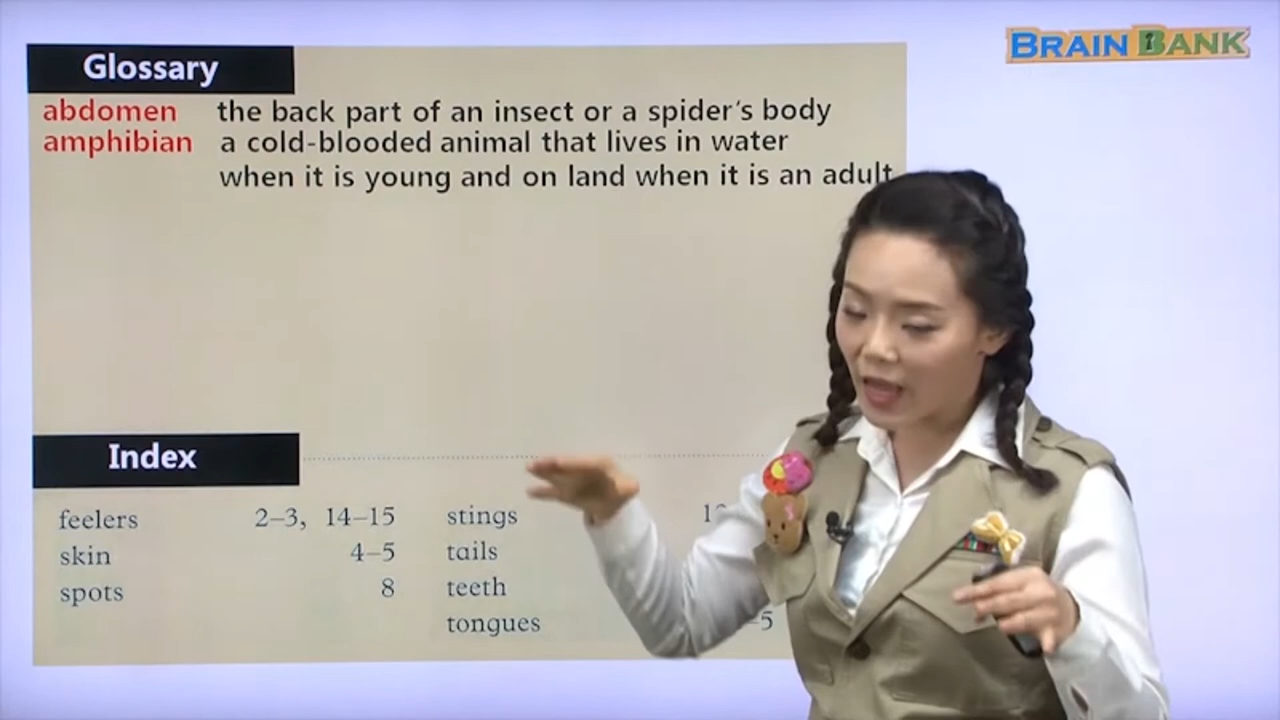 BRAIN BANK
Glossary
abdomen the back part of an insect or a spider's body
amphibian a cold-blooded animal that lives in water
when it is young and on land when it is an adult
Index
feelers 2–3, 14–15
skin 4–5
spots 8
stings
tails
teeth
tongues